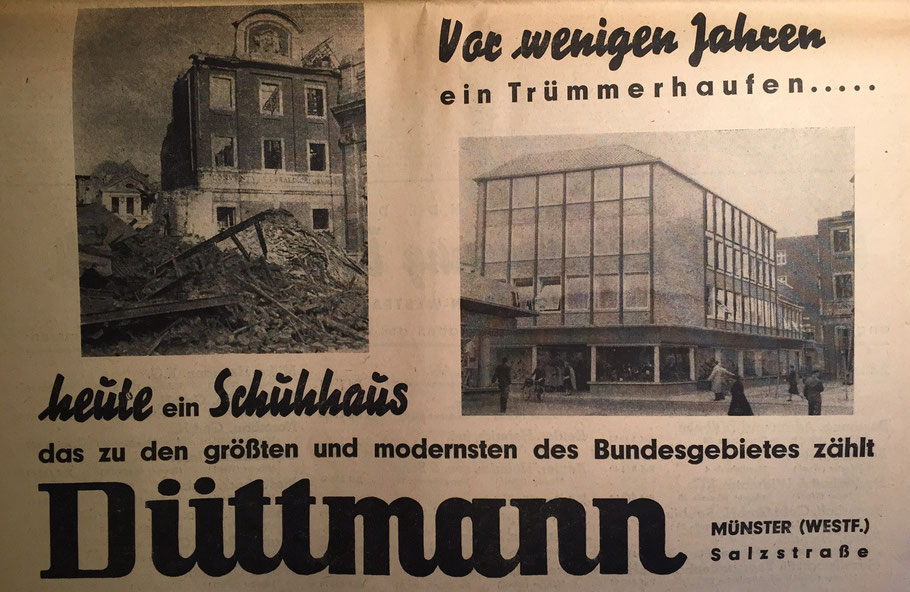 Vor wenigen Jahren
ein Trümmerhaufen.....
heute ein Schuhhaus
das zu den größten und modernsten des Bundesgebietes zählt
Düttmann
MÜNSTER (WESTF.)
Salzstraße